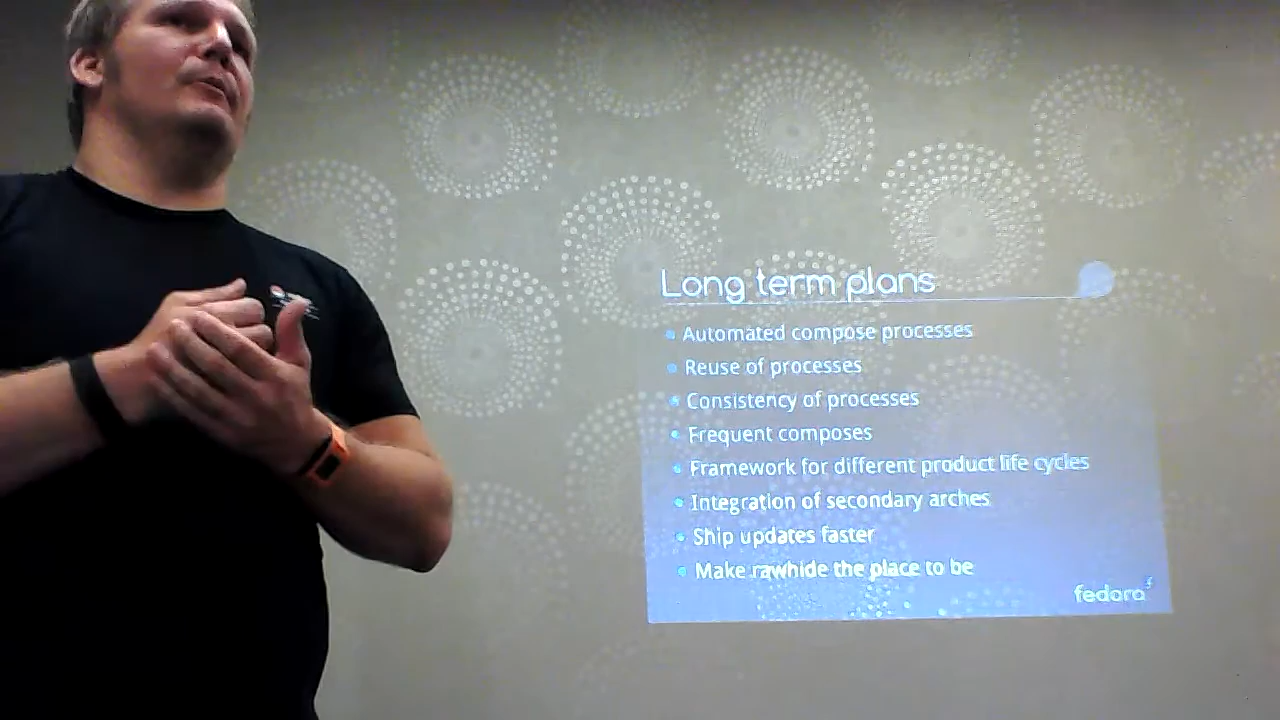 Long term plans
Automated compose processes
Reuse of processes
Consistency of processes
Frequent composes
Framework for different product life cycles
Integration of secondary arches
Ship updates faster
Make rawhide the place to be
fedora